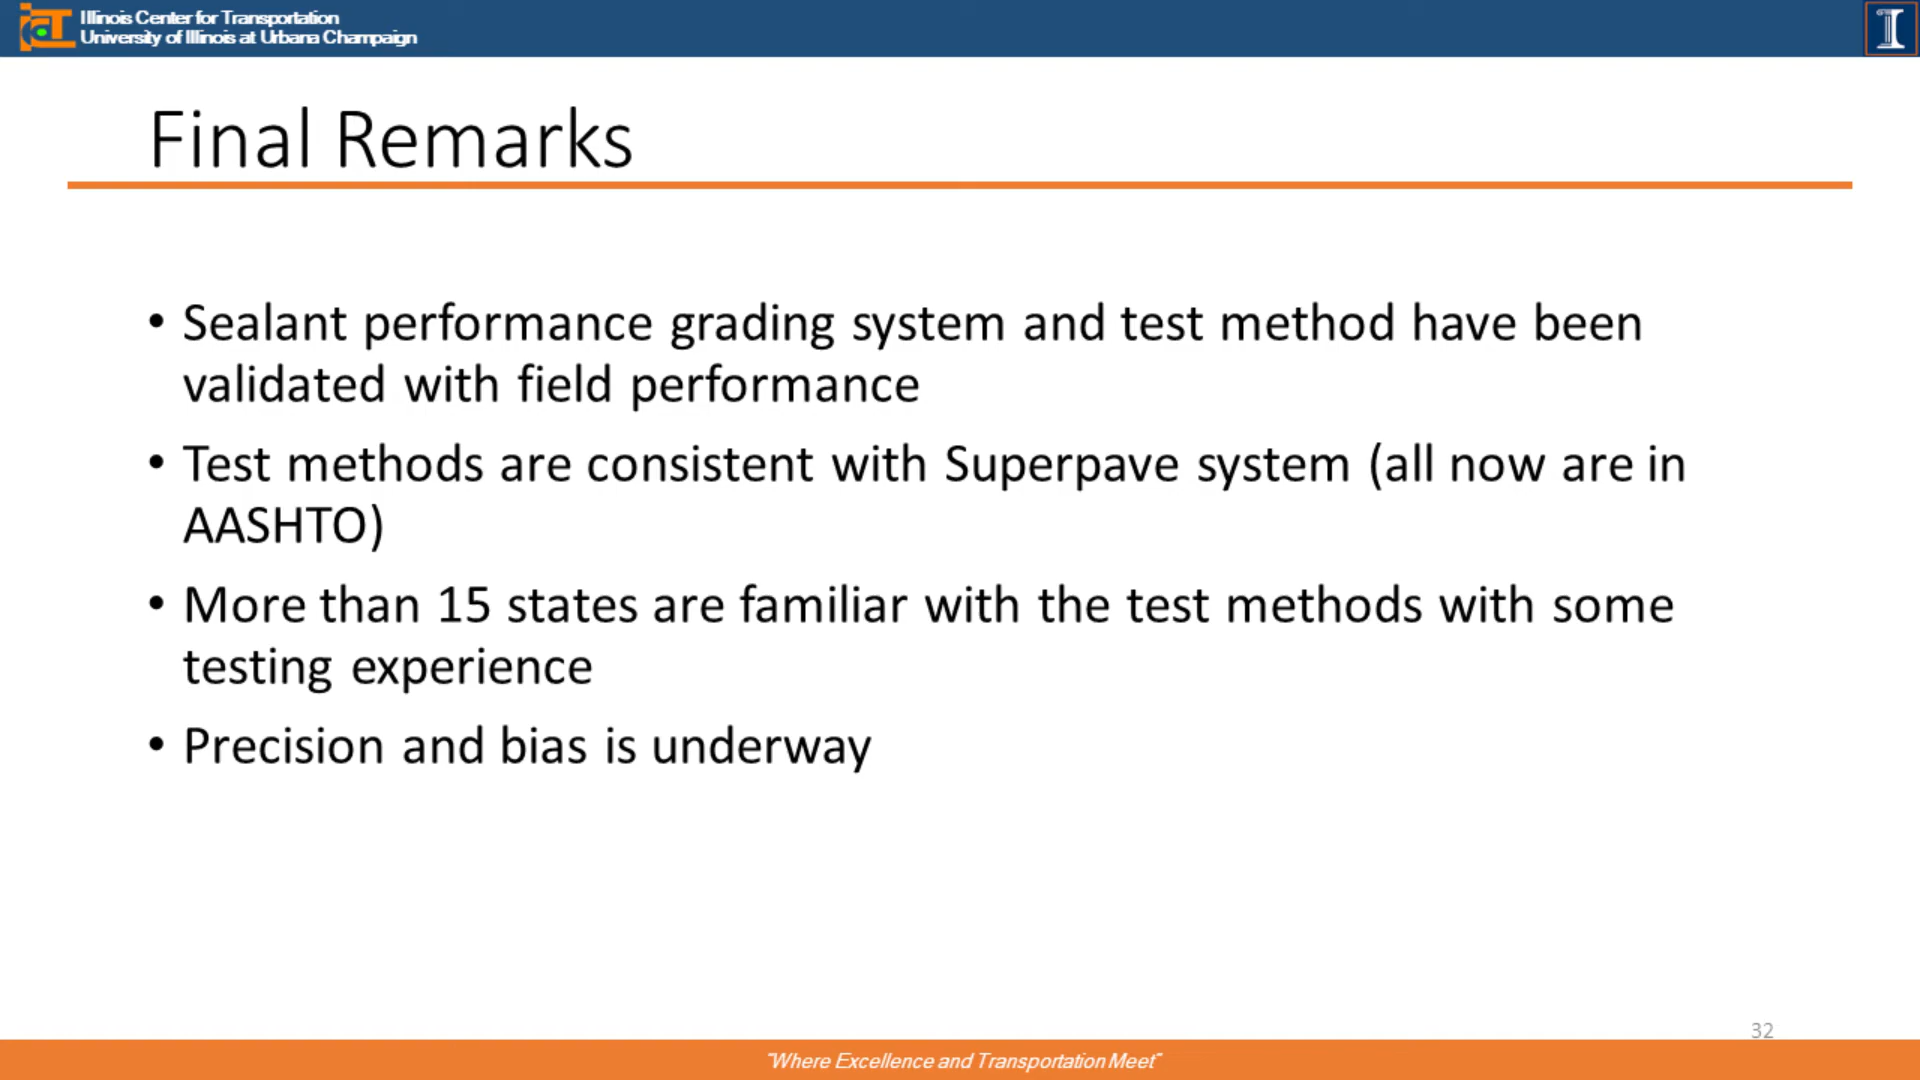 ICT
Illinois Center for Transportation
University of Illinois at Urbana Champaign
I
Final Remarks
• Sealant performance grading system and test method have been
validated with field performance
• Test methods are consistent with Superpave system (all now are in
AASHTO)
• More than 15 states are familiar with the test methods with some
testing experience
• Precision and bias is underway
32
"Where Excellence and Transportation Meet"